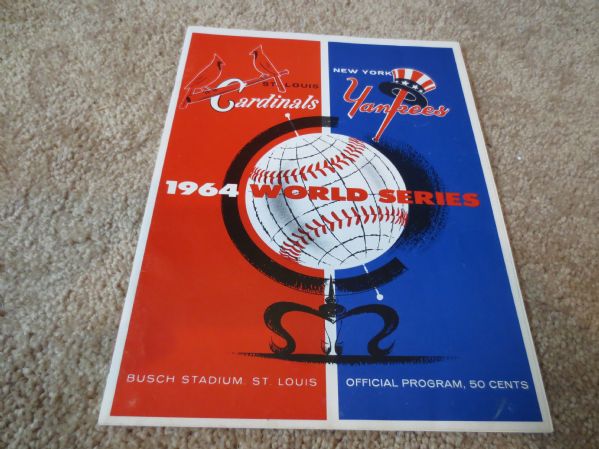 ST. LOUIS
Cardinals
NEW YORK
Yankees
1964 WORLD SERIES
BUSCH STADIUM. ST. LOUIS
OFFICIAL PROGRAM, 50 CENTS